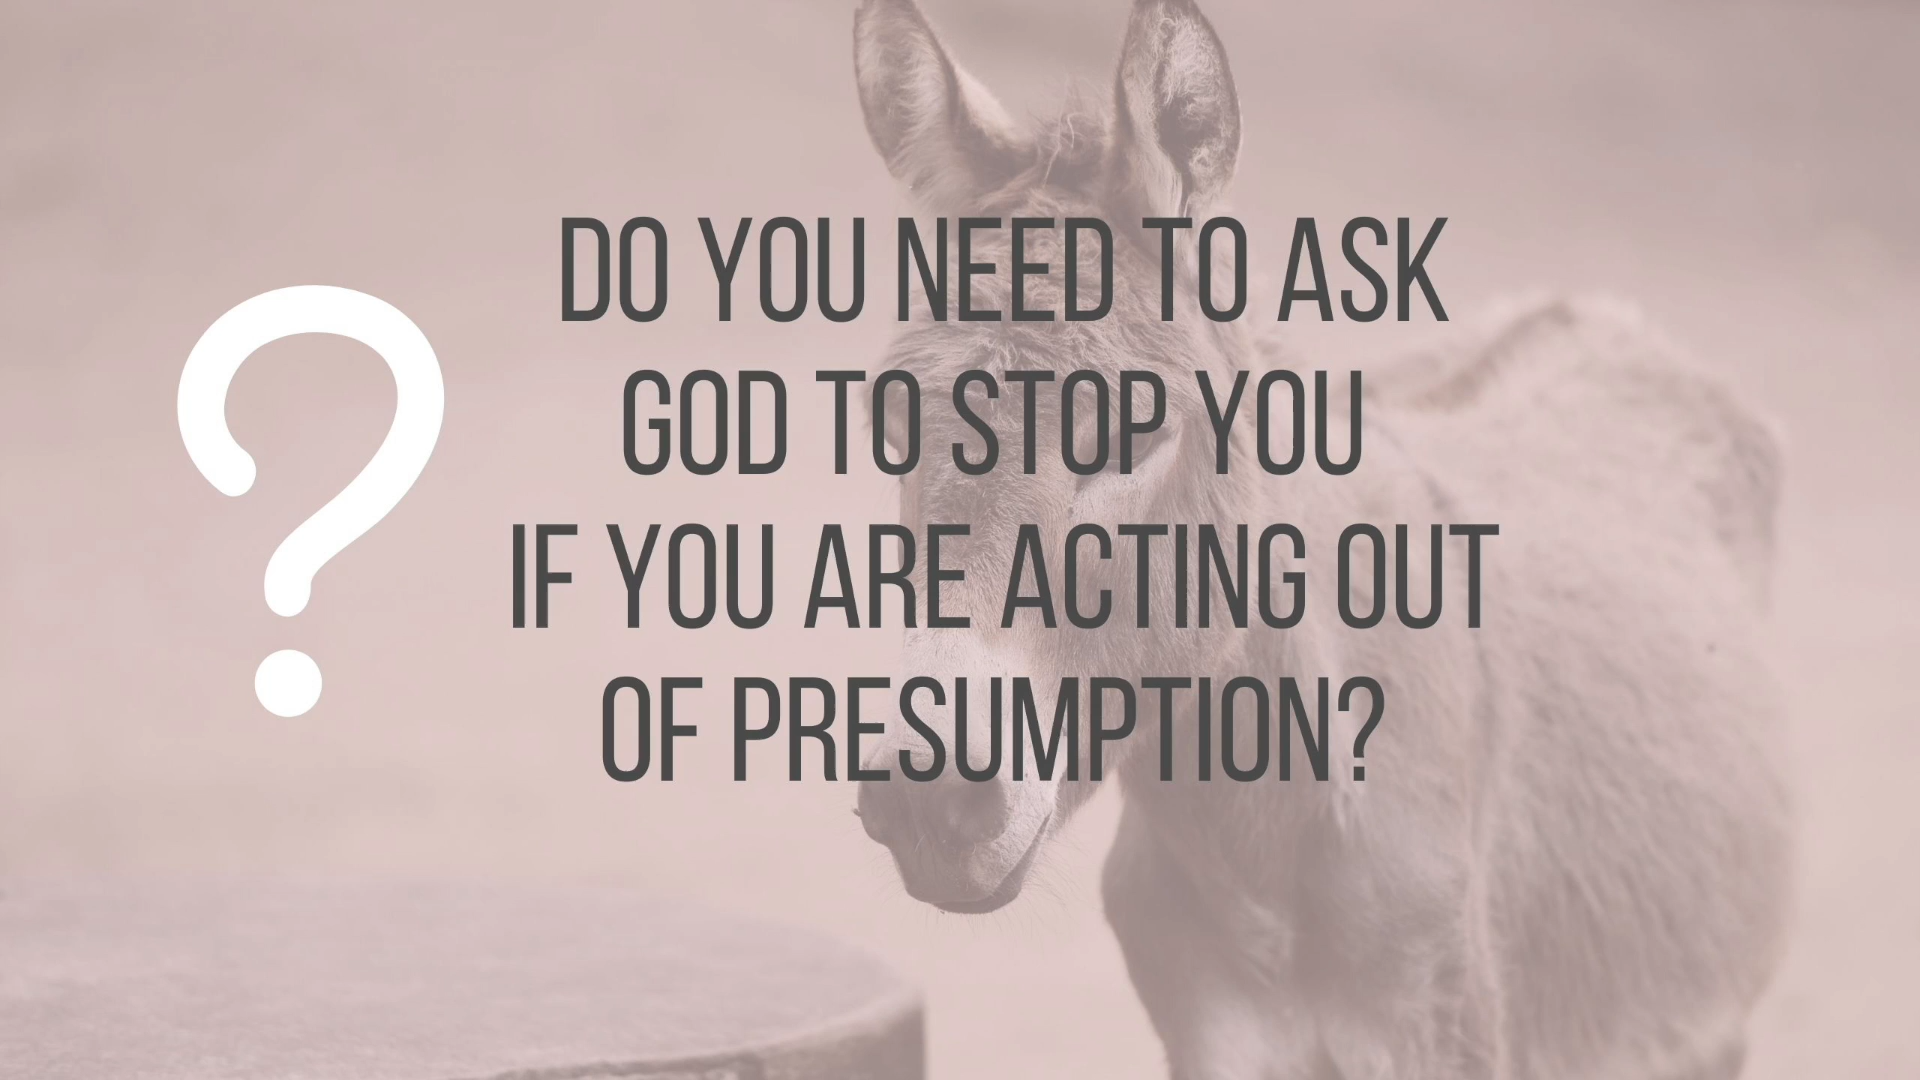 ?
DO YOU NEED TO ASK
GOD TO STOP YOU
IF YOU ARE ACTING OUT
OF PRESUMPTION?